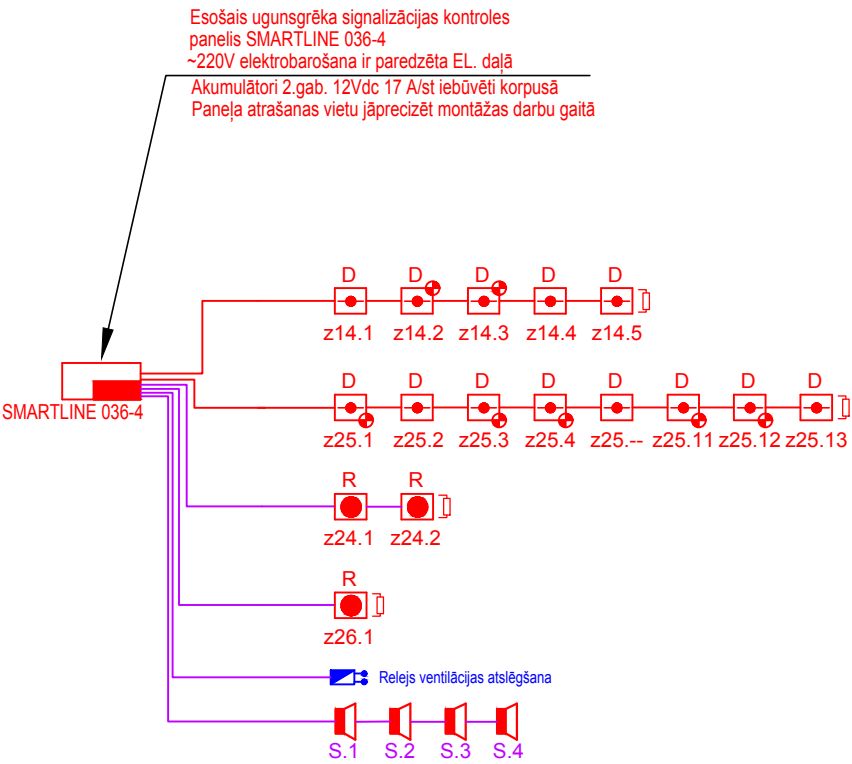 Esošais ugunsgrēka signalizācijas kontroles
panelis SMARTLINE 036-4
~220V elektrobarošana ir paredzēta EL. daļā
Akumulātori 2.gab. 12Vdc 17 A/st iebūvēti korpusā
Paneļa atrašanas vietu jāprecizēt montāžas darbu gaitā
D D D D D
z14.1 z14.2 z14.3 z14.4 z14.5
SMARTLINE 036-4
D D D D D D D D
z25.1 z25.2 z25.3 z25.4 z25.-- z25.11 z25.12 z25.13
R R
z24.1 z24.2
R
z26.1
Relejs ventilācijas atslēgšana
S.1 S.2 S.3 S.4